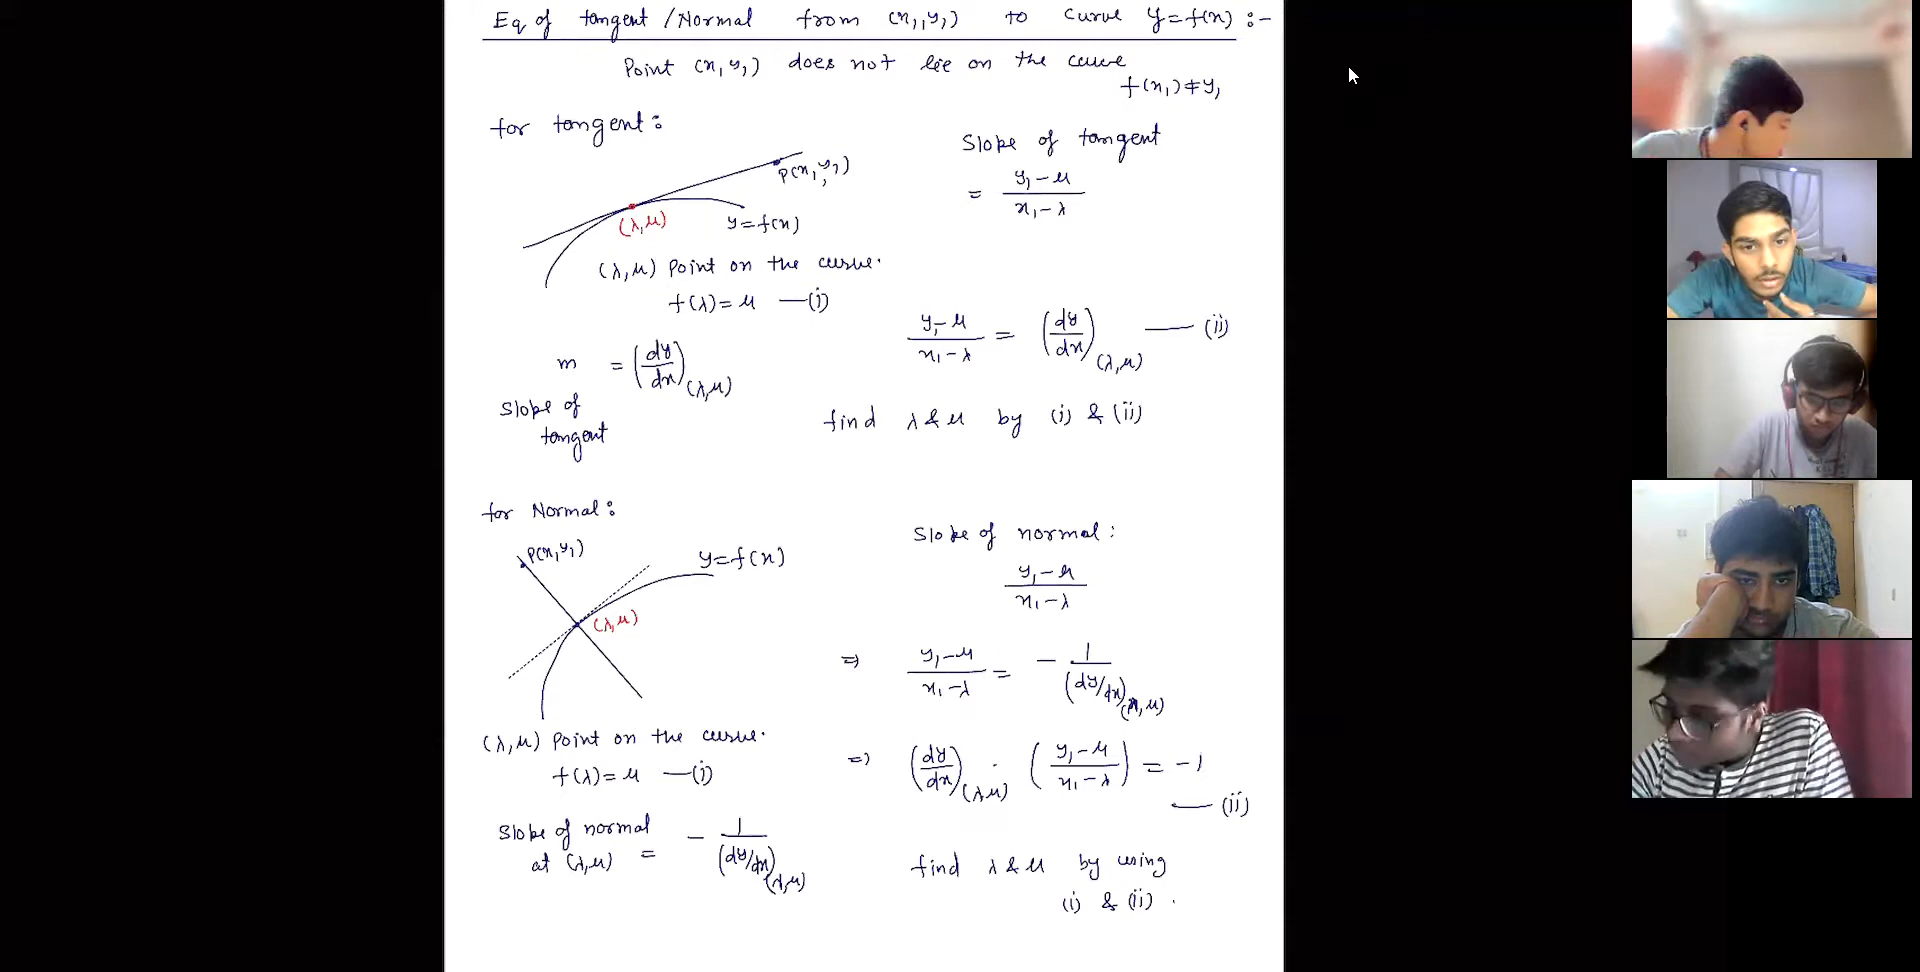 Eq of tangent / Normal from (x₁, y₁) to curve y = f(x) :-
Point (x₁ y₁) does not lie on the curve
f(x₁) ≠ y₁
for tangent :
P(x₁, y₁)
(λ, μ)
y = f(x)
(λ, μ) point on the curve.
f(λ) = μ —(i)
m = (dy/dx)(λ, μ)
Slope of
tangent
Slope of tangent
= (y₁ - μ)/(x₁ - λ)
(y₁ - μ)/(x₁ - λ) = (dy/dx)(λ, μ) —— (ii)
find λ & μ by (i) & (ii)
for Normal :
P(x₁ y₁)
y = f(x)
(λ, μ)
(λ, μ) point on the curve.
f(λ) = μ —(i)
Slope of normal
at (λ, μ) = - 1/(dy/dx)(λ, μ)
Slope of normal :
(y₁ - μ)/(x₁ - λ)
⇒ (y₁ - μ)/(x₁ - λ) = - 1/(dy/dx)(λ, μ)
⇒ (dy/dx)(λ, μ) · ((y₁ - μ)/(x₁ - λ)) = -1
—— (ii)
find λ & μ by using
(i) & (ii) .